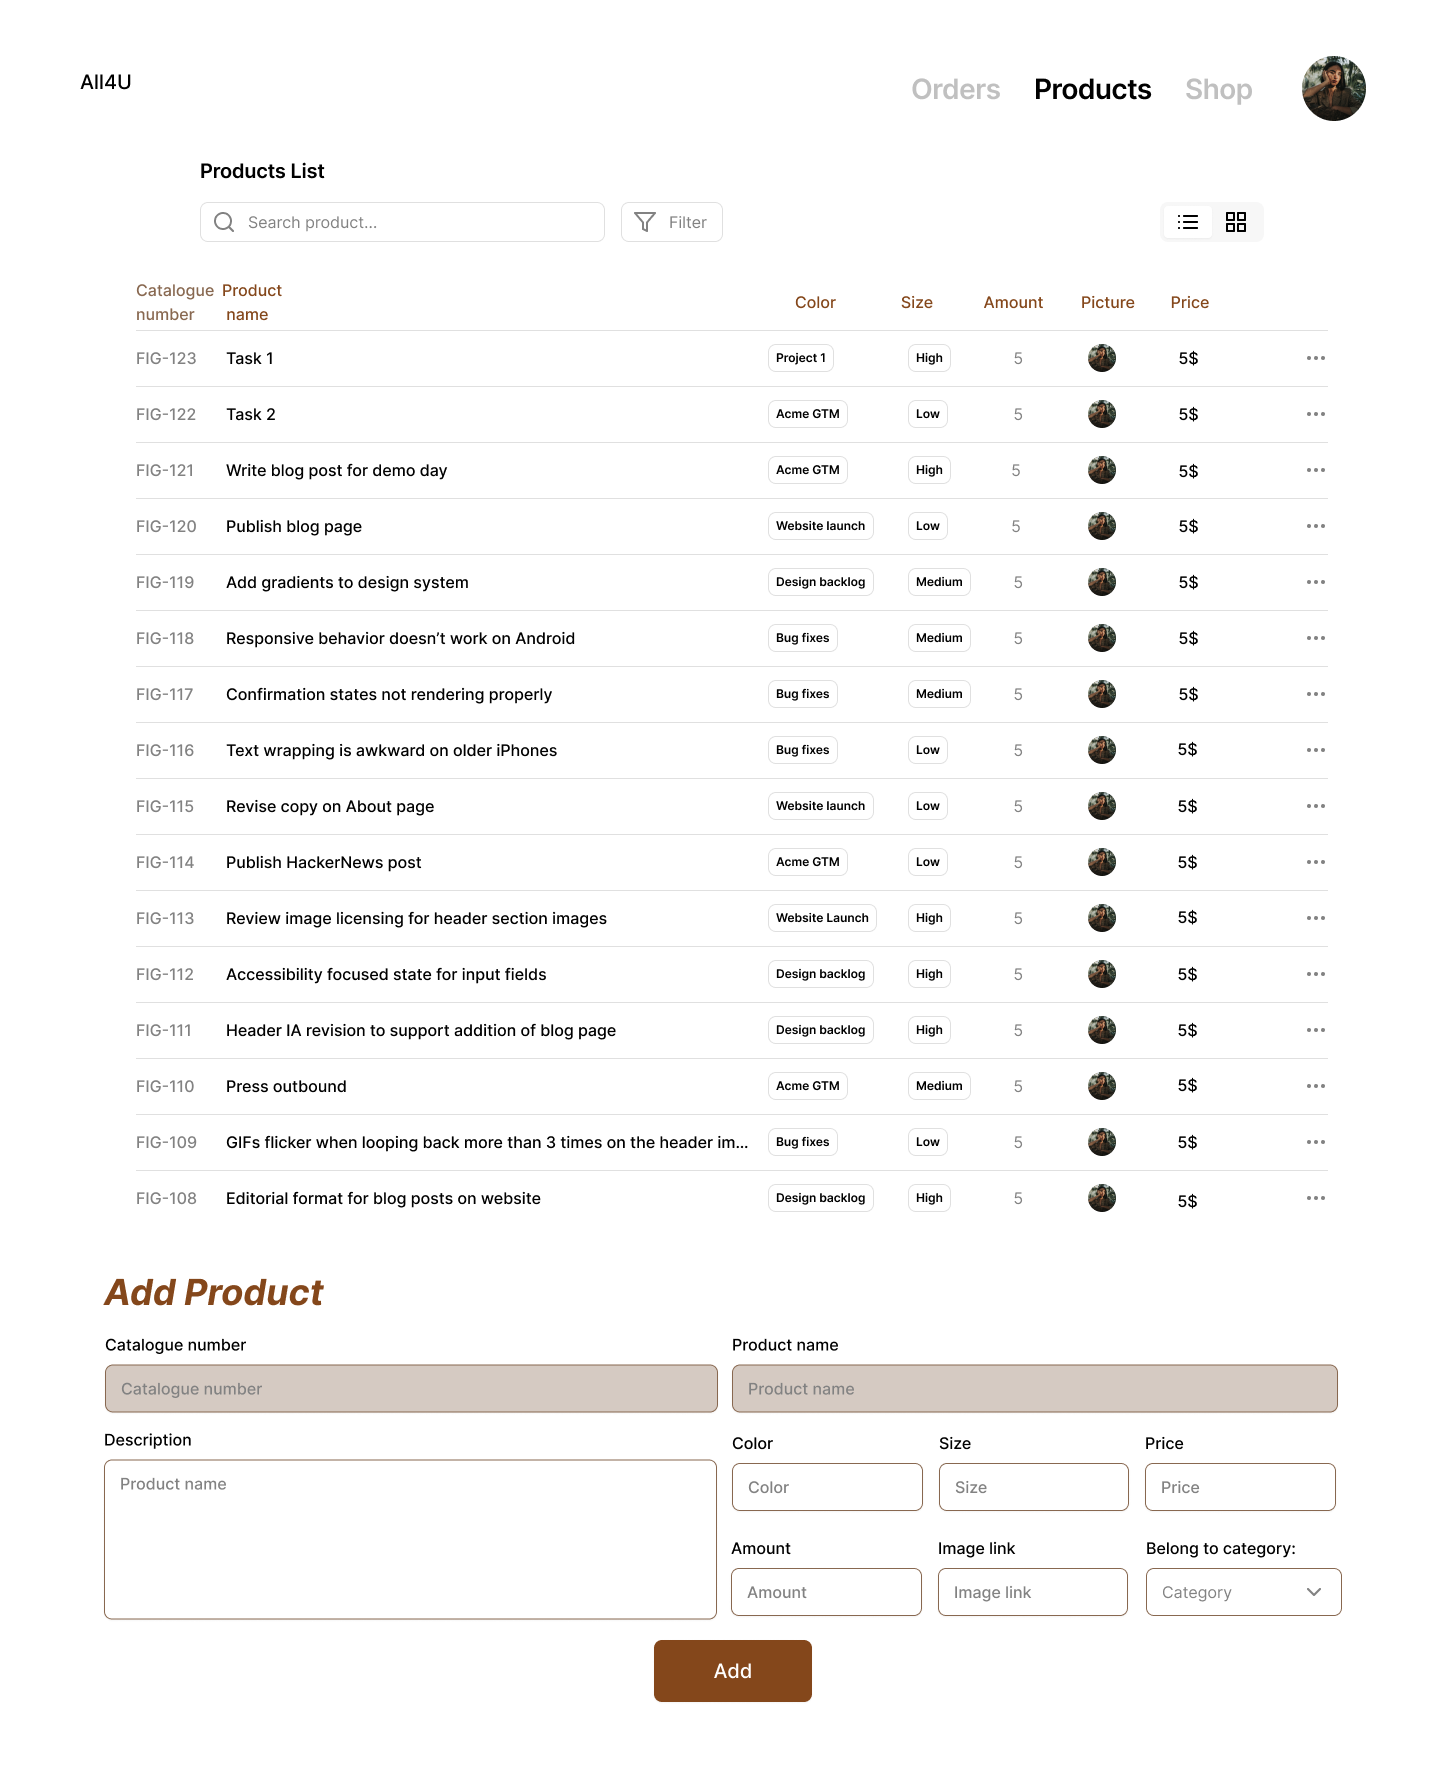 All4U
Orders Products Shop
Products List
Search product...
Filter
Catalogue number Product name Color Size Amount Picture Price
FIG-123 Task 1 Project 1 High 5 5$
FIG-122 Task 2 Acme GTM Low 5 5$
FIG-121 Write blog post for demo day Acme GTM High 5 5$
FIG-120 Publish blog page Website launch Low 5 5$
FIG-119 Add gradients to design system Design backlog Medium 5 5$
FIG-118 Responsive behavior doesn’t work on Android Bug fixes Medium 5 5$
FIG-117 Confirmation states not rendering properly Bug fixes Medium 5 5$
FIG-116 Text wrapping is awkward on older iPhones Bug fixes Low 5 5$
FIG-115 Revise copy on About page Website launch Low 5 5$
FIG-114 Publish HackerNews post Acme GTM Low 5 5$
FIG-113 Review image licensing for header section images Website Launch High 5 5$
FIG-112 Accessibility focused state for input fields Design backlog High 5 5$
FIG-111 Header IA revision to support addition of blog page Design backlog High 5 5$
FIG-110 Press outbound Acme GTM Medium 5 5$
FIG-109 GIFs flicker when looping back more than 3 times on the header im... Bug fixes Low 5 5$
FIG-108 Editorial format for blog posts on website Design backlog High 5 5$
Add Product
Catalogue number Product name
Catalogue number Product name
Description
Product name
Color Size Price
Color Size Price
Amount Image link Belong to category:
Amount Image link Category
Add